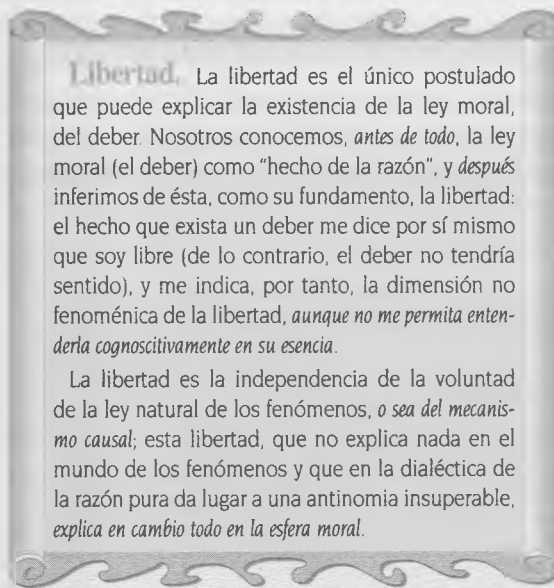 Libertad. La libertad es el único postulado
que puede explicar la existencia de la ley moral,
del deber. Nosotros conocemos, antes de todo, la ley
moral (el deber) como "hecho de la razón", y después
inferimos de ésta, como su fundamento, la libertad:
el hecho que exista un deber me dice por sí mismo
que soy libre (de lo contrario, el deber no tendría
sentido), y me indica, por tanto, la dimensión no
fenoménica de la libertad, aunque no me permita enten-
derla cognoscitivamente en su esencia.
La libertad es la independencia de la voluntad
de la ley natural de los fenómenos, o sea del mecanis-
mo causal; esta libertad, que no explica nada en el
mundo de los fenómenos y que en la dialéctica de
la razón pura da lugar a una antinomia insuperable,
explica en cambio todo en la esfera moral.